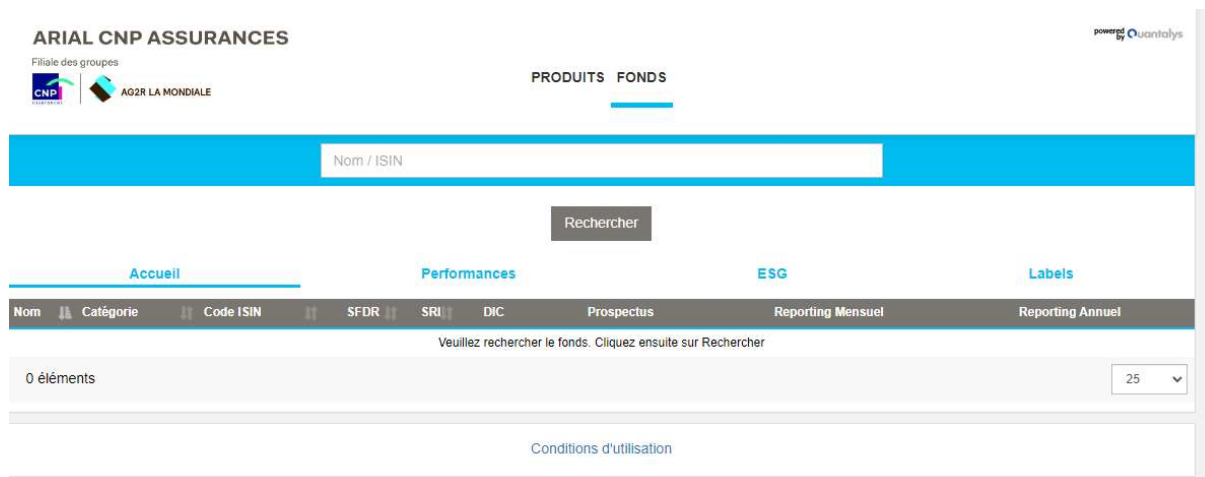 ARIAL CNP ASSURANCES
powered by Quantalys
Filiale des groupes
CNP
AG2R LA MONDIALE
PRODUITS FONDS
Nom / ISIN
Rechercher
Accueil Performances ESG Labels
Nom Catégorie Code ISIN SFDR SRI DIC Prospectus Reporting Mensuel Reporting Annuel
Veuillez rechercher le fonds. Cliquez ensuite sur Rechercher
0 éléments 25
Conditions d'utilisation